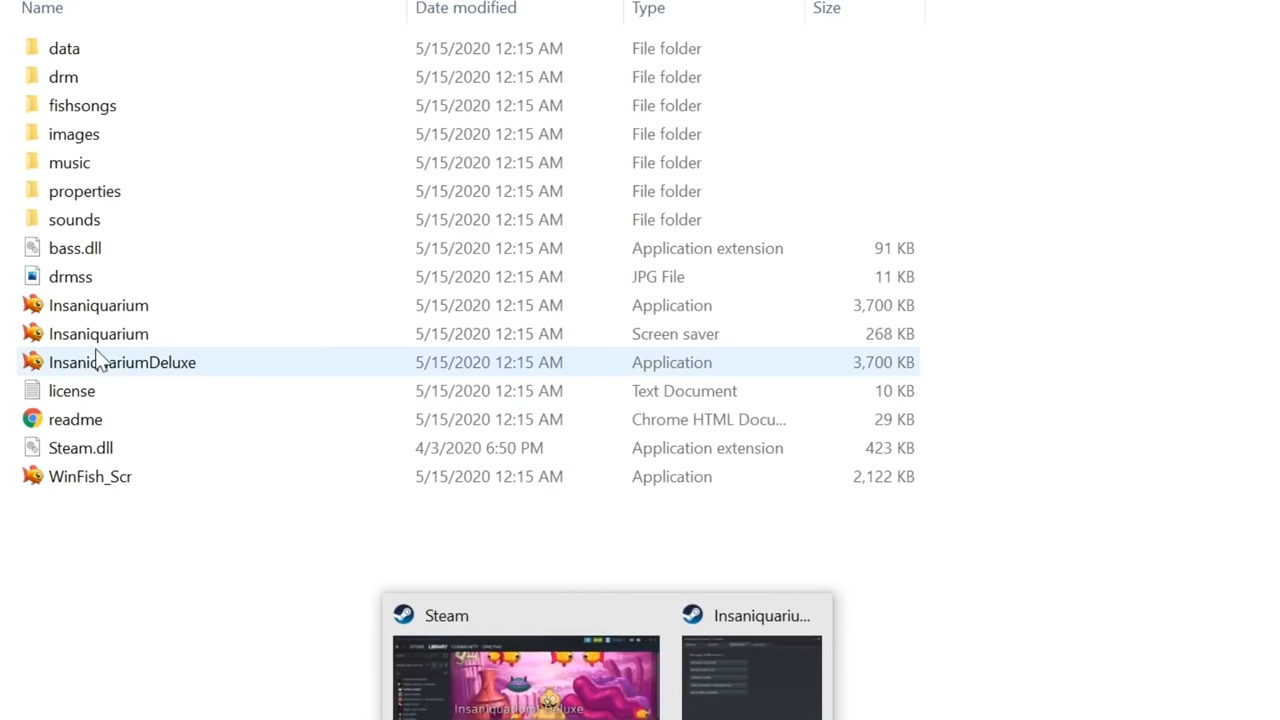 Name Date modified Type Size
data 5/15/2020 12:15 AM File folder
drm 5/15/2020 12:15 AM File folder
fishsongs 5/15/2020 12:15 AM File folder
images 5/15/2020 12:15 AM File folder
music 5/15/2020 12:15 AM File folder
properties 5/15/2020 12:15 AM File folder
sounds 5/15/2020 12:15 AM File folder
bass.dll 5/15/2020 12:15 AM Application extension 91 KB
drmss 5/15/2020 12:15 AM JPG File 11 KB
Insaniquarium 5/15/2020 12:15 AM Application 3,700 KB
Insaniquarium 5/15/2020 12:15 AM Screen saver 268 KB
InsaniquariumDeluxe 5/15/2020 12:15 AM Application 3,700 KB
license 5/15/2020 12:15 AM Text Document 10 KB
readme 5/15/2020 12:15 AM Chrome HTML Docu... 29 KB
Steam.dll 4/3/2020 6:50 PM Application extension 423 KB
WinFish_Scr 5/15/2020 12:15 AM Application 2,122 KB
Steam Insaniquariu...
STORE LIBRARY COMMUNITY
Insaniquarium Deluxe